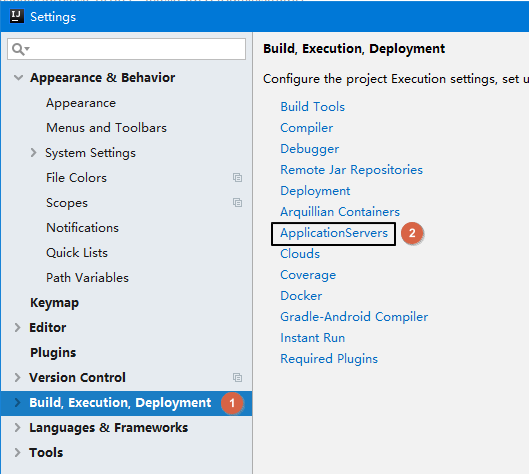 IJ
Settings
Appearance & Behavior
Appearance
Menus and Toolbars
System Settings
File Colors
Scopes
Notifications
Quick Lists
Path Variables
Keymap
Editor
Plugins
Version Control
Build, Execution, Deployment 1
Languages & Frameworks
Tools
Build, Execution, Deployment
Configure the project Execution settings, set u
Build Tools
Compiler
Debugger
Remote Jar Repositories
Deployment
Arquillian Containers
ApplicationServers 2
Clouds
Coverage
Docker
Gradle-Android Compiler
Instant Run
Required Plugins